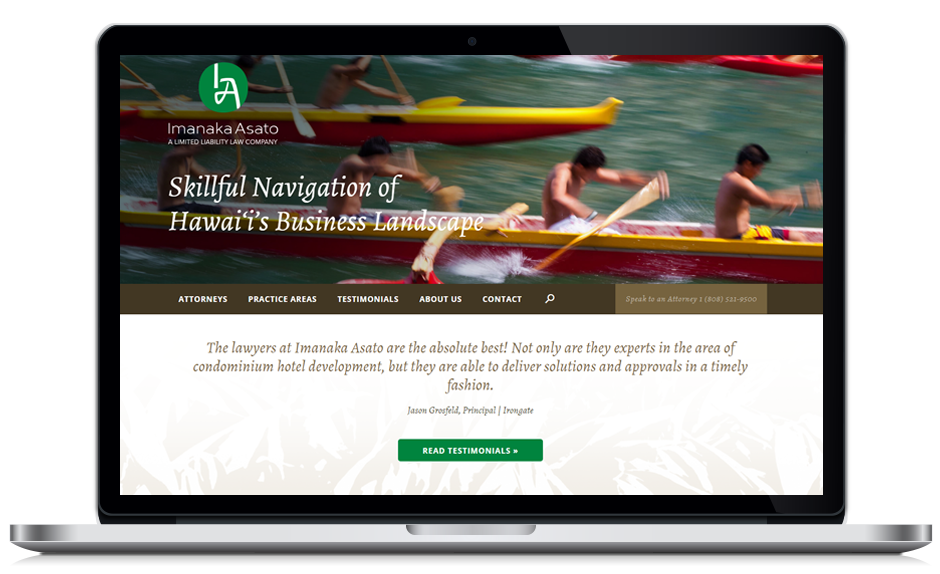 IA
Imanaka Asato
A LIMITED LIABILITY LAW COMPANY
Skillful Navigation of
Hawai‘i’s Business Landscape
ATTORNEYS PRACTICE AREAS TESTIMONIALS ABOUT US CONTACT
Speak to an Attorney 1 (808) 521-9500
The lawyers at Imanaka Asato are the absolute best! Not only are they experts in the area of
condominium hotel development, but they are able to deliver solutions and approvals in a timely
fashion.
Jason Grosfeld, Principal | Irongate
READ TESTIMONIALS »